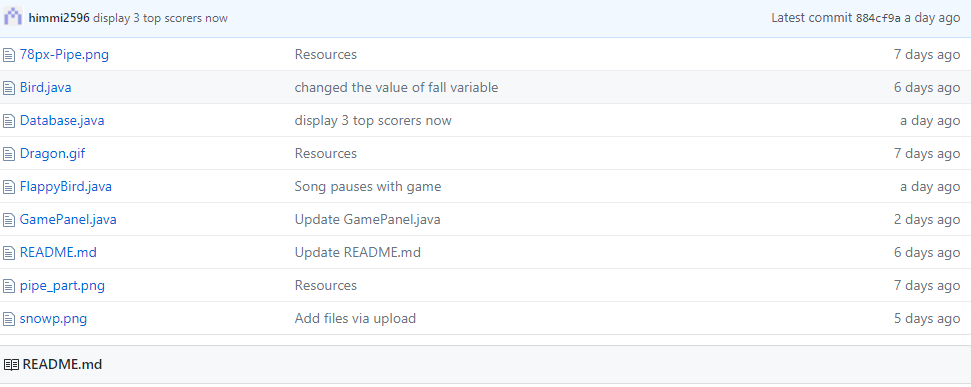 himmi2596 display 3 top scorers now Latest commit 884cf9a a day ago
78px-Pipe.png Resources 7 days ago
Bird.java changed the value of fall variable 6 days ago
Database.java display 3 top scorers now a day ago
Dragon.gif Resources 7 days ago
FlappyBird.java Song pauses with game a day ago
GamePanel.java Update GamePanel.java 2 days ago
README.md Update README.md 6 days ago
pipe_part.png Resources 7 days ago
snowp.png Add files via upload 5 days ago
README.md